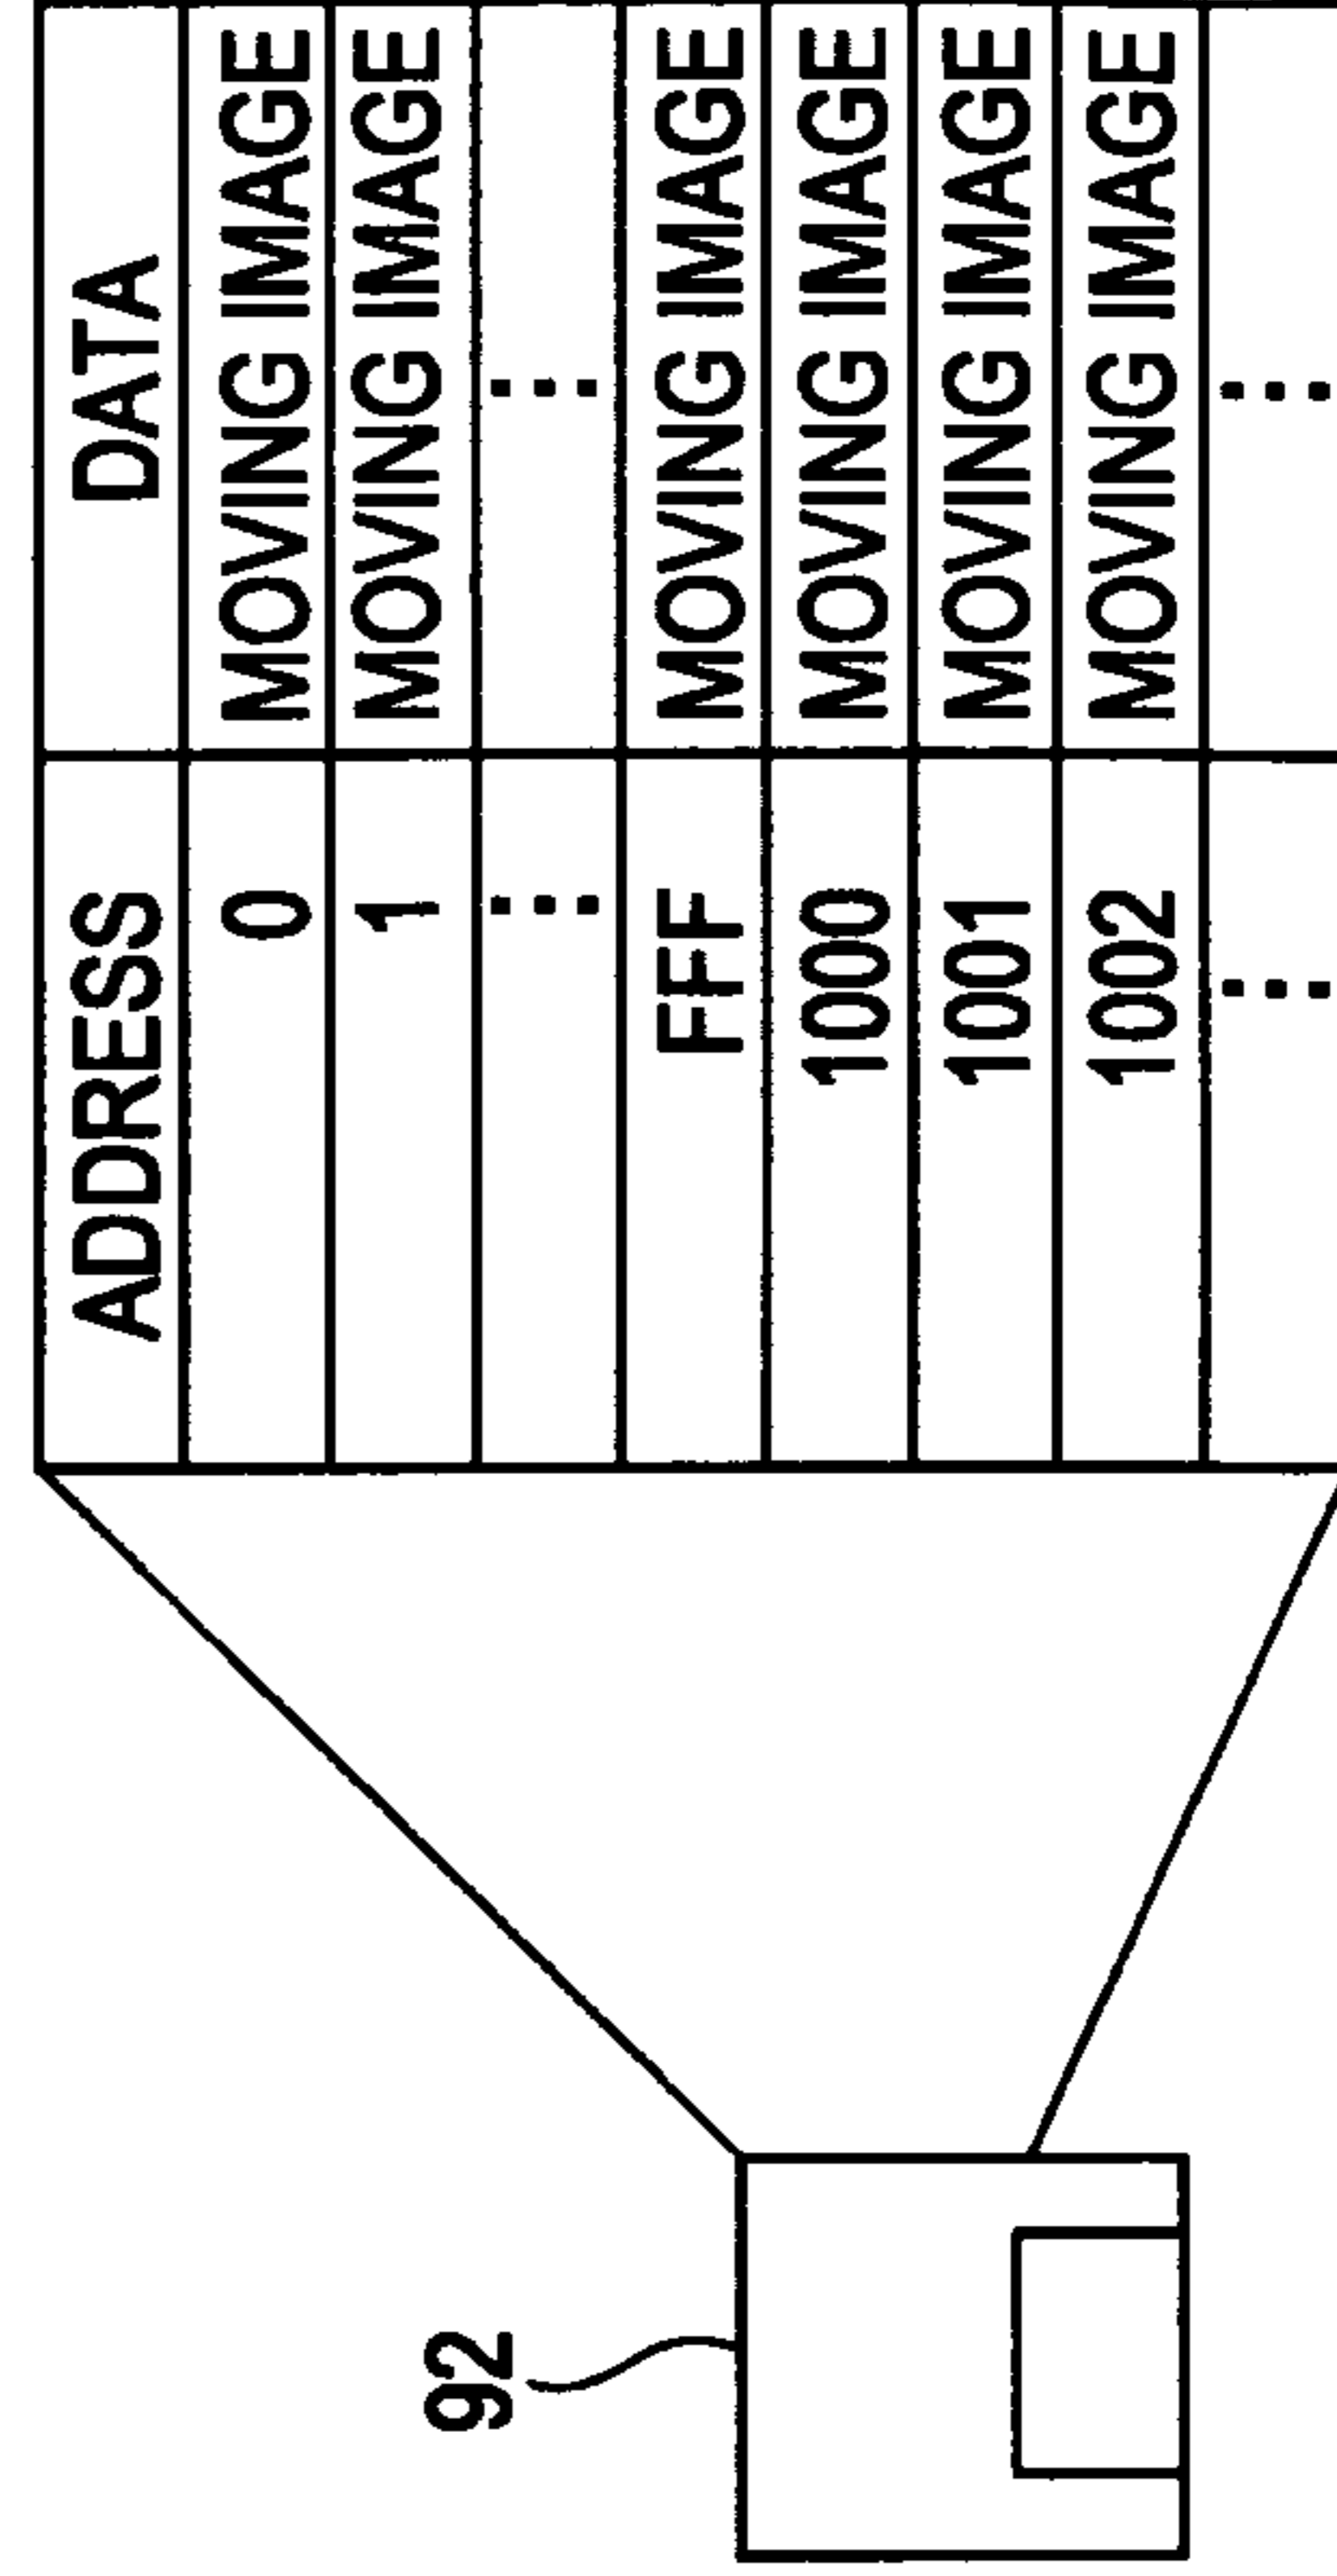 92
ADDRESS DATA
0 MOVING IMAGE
1 MOVING IMAGE
⋮ ⋮
FFF MOVING IMAGE
1000 MOVING IMAGE
1001 MOVING IMAGE
1002 MOVING IMAGE
⋮ ⋮